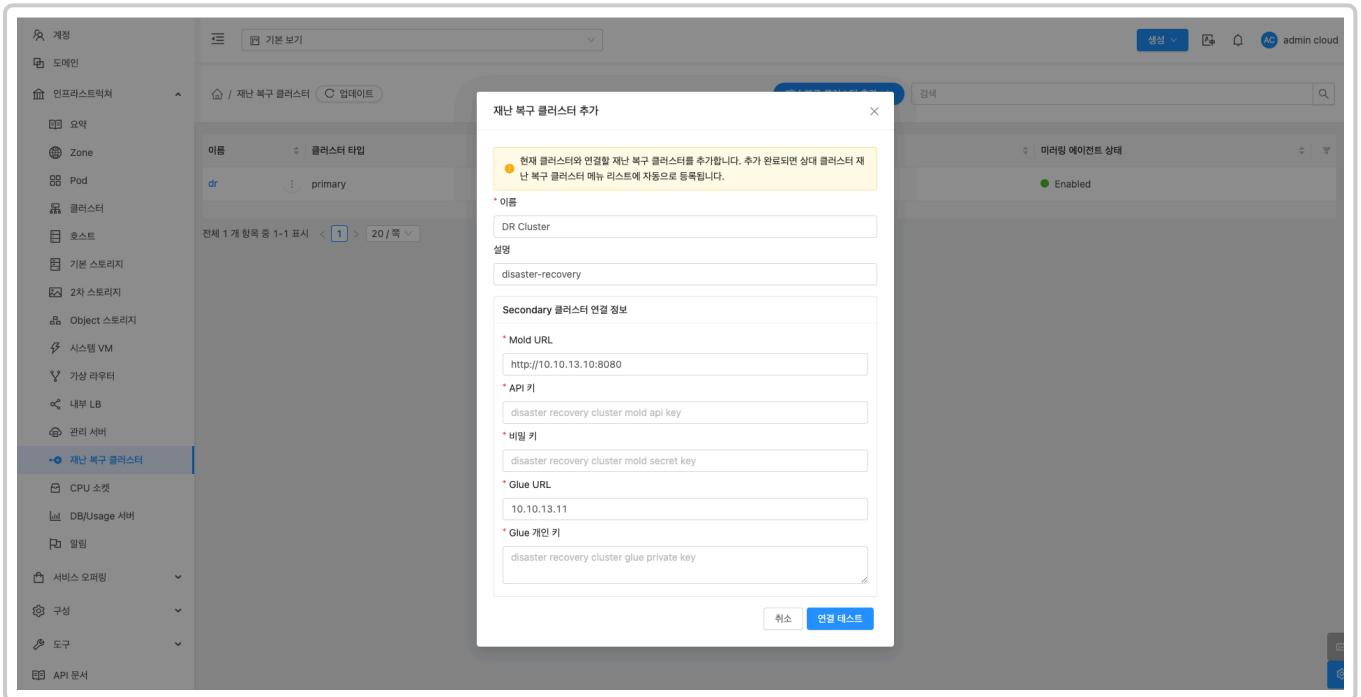 계정
기본 보기
생성
AC admin cloud
도메인
인프라스트럭쳐
/ 재난 복구 클러스터
업데이트
재난 복구 클러스터 추가
검색
요약
Zone
Pod
클러스터
호스트
기본 스토리지
2차 스토리지
Object 스토리지
시스템 VM
가상 라우터
내부 LB
관리 서버
재난 복구 클러스터
CPU 소켓
DB/Usage 서버
알림
서비스 오퍼링
구성
도구
API 문서
이름
클러스터 타입
미러링 에이전트 상태
dr
primary
Enabled
전체 1 개 항목 중 1-1 표시 < 1 > 20 / 쪽
재난 복구 클러스터 추가
현재 클러스터와 연결할 재난 복구 클러스터를 추가합니다. 추가 완료되면 상대 클러스터 재
난 복구 클러스터 메뉴 리스트에 자동으로 등록됩니다.
* 이름
DR Cluster
설명
disaster-recovery
Secondary 클러스터 연결 정보
* Mold URL
http://10.10.13.10:8080
* API 키
disaster recovery cluster mold api key
* 비밀 키
disaster recovery cluster mold secret key
* Glue URL
10.10.13.11
* Glue 개인 키
disaster recovery cluster glue private key
취소
연결 테스트